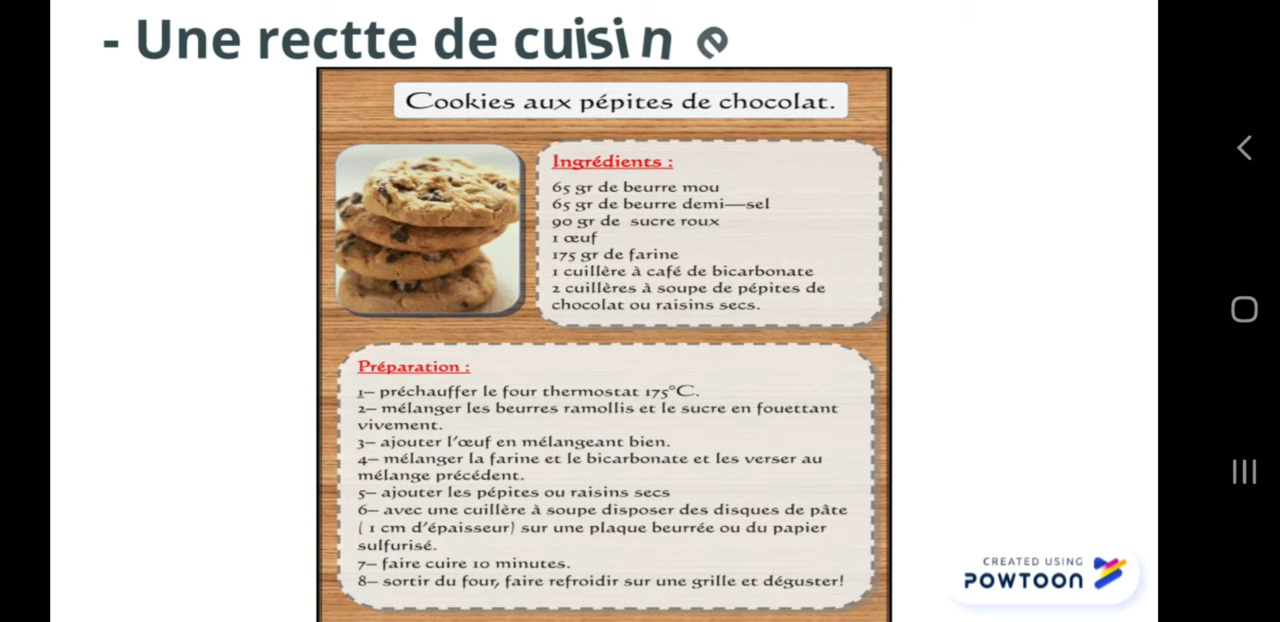 - Une rectte de cuisine
Cookies aux pépites de chocolat.
Ingrédients :
65 gr de beurre mou
65 gr de beurre demi—sel
90 gr de sucre roux
1 œuf
175 gr de farine
1 cuillère à café de bicarbonate
2 cuillères à soupe de pépites de
chocolat ou raisins secs.
Préparation :
1– préchauffer le four thermostat 175°C.
2– mélanger les beurres ramollis et le sucre en fouettant
vivement.
3– ajouter l'œuf en mélangeant bien.
4– mélanger la farine et le bicarbonate et les verser au
mélange précédent.
5– ajouter les pépites ou raisins secs
6– avec une cuillère à soupe disposer des disques de pâte
( 1 cm d'épaisseur) sur une plaque beurrée ou du papier
sulfurisé.
7– faire cuire 10 minutes.
8– sortir du four, faire refroidir sur une grille et déguster!
CREATED USING
POWTOON